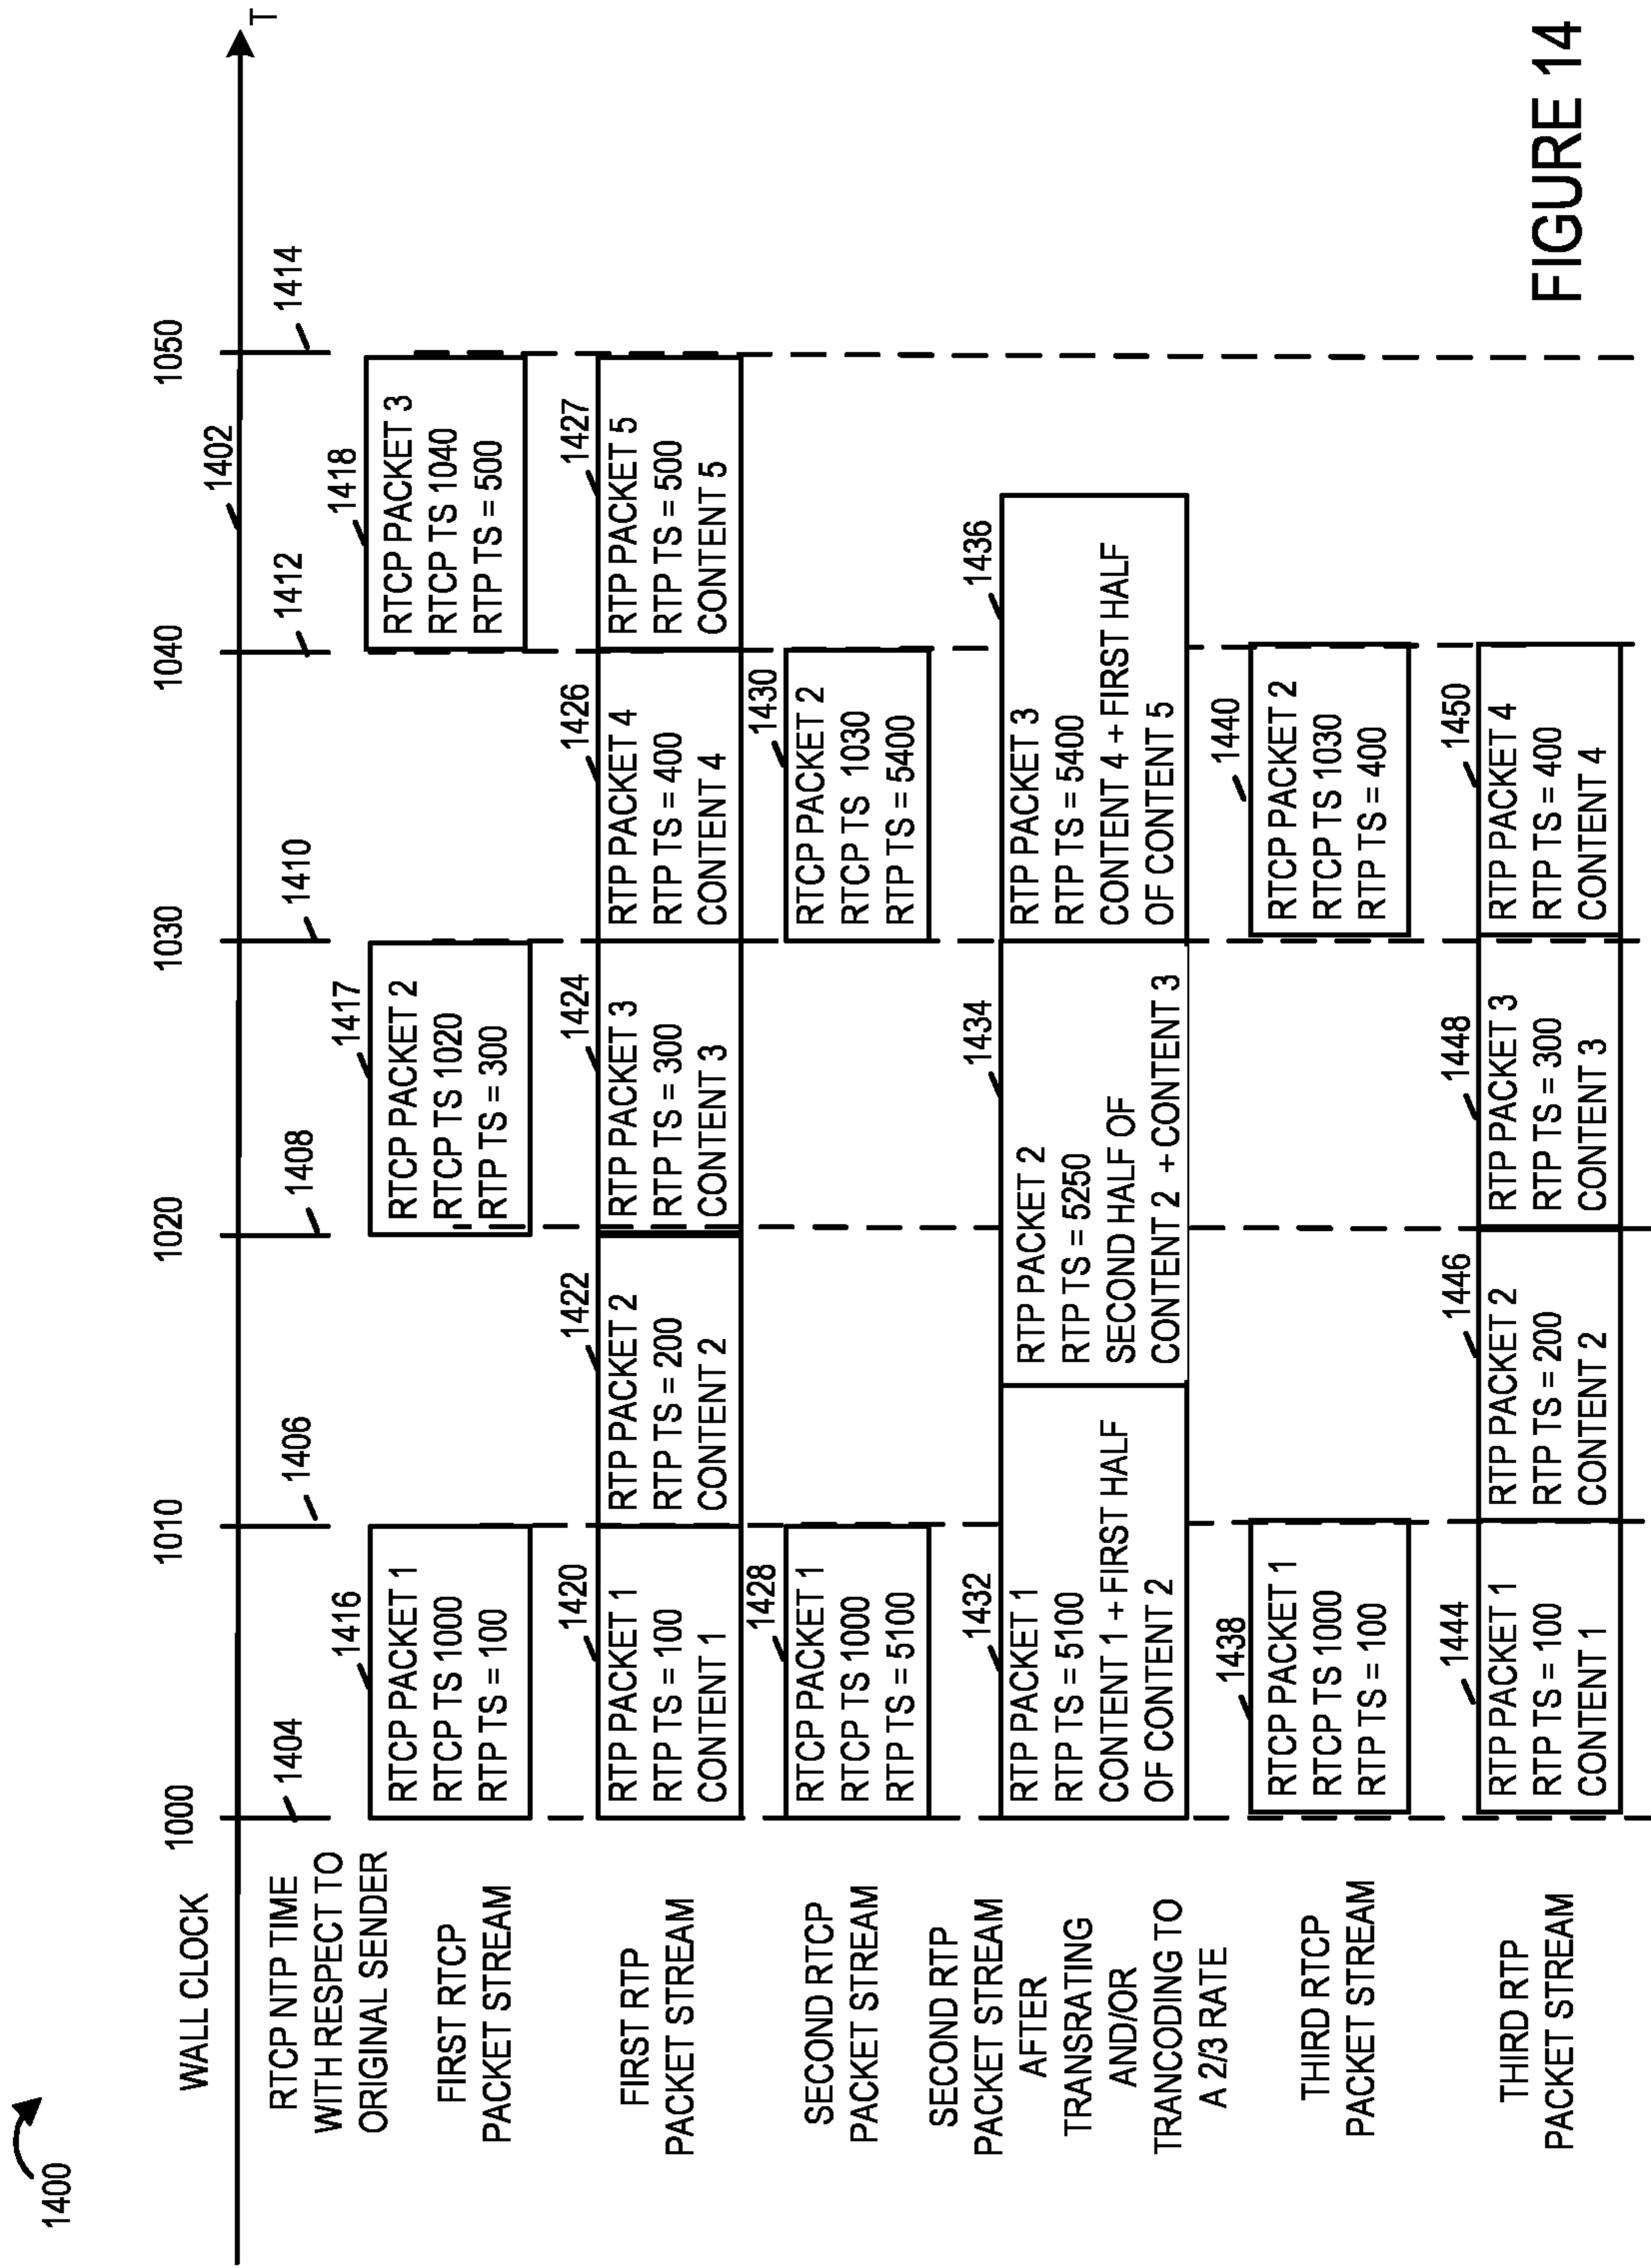 1400
WALL CLOCK
1000
1010
1020
1030
1040
1050
T
1402
RTCP NTP TIME
WITH RESPECT TO
ORIGINAL SENDER
1404
1406
1408
1410
1412
1414
FIRST RTCP
PACKET STREAM
1416
RTCP PACKET 1
RTCP TS 1000
RTP TS = 100
1417
RTCP PACKET 2
RTCP TS 1020
RTP TS = 300
1418
RTCP PACKET 3
RTCP TS 1040
RTP TS = 500
FIRST RTP
PACKET STREAM
1420
RTP PACKET 1
RTP TS = 100
CONTENT 1
1422
RTP PACKET 2
RTP TS = 200
CONTENT 2
1424
RTP PACKET 3
RTP TS = 300
CONTENT 3
1426
RTP PACKET 4
RTP TS = 400
CONTENT 4
1427
RTP PACKET 5
RTP TS = 500
CONTENT 5
SECOND RTCP
PACKET STREAM
1428
RTCP PACKET 1
RTCP TS 1000
RTP TS = 5100
1430
RTCP PACKET 2
RTCP TS 1030
RTP TS = 5400
SECOND RTP
PACKET STREAM
AFTER
TRANSRATING
AND/OR
TRANCODING TO
A 2/3 RATE
1432
RTP PACKET 1
RTP TS = 5100
CONTENT 1 + FIRST HALF
OF CONTENT 2
1434
RTP PACKET 2
RTP TS = 5250
SECOND HALF OF
CONTENT 2 + CONTENT 3
1436
RTP PACKET 3
RTP TS = 5400
CONTENT 4 + FIRST HALF
OF CONTENT 5
THIRD RTCP
PACKET STREAM
1438
RTCP PACKET 1
RTCP TS 1000
RTP TS = 100
1440
RTCP PACKET 2
RTCP TS 1030
RTP TS = 400
THIRD RTP
PACKET STREAM
1444
RTP PACKET 1
RTP TS = 100
CONTENT 1
1446
RTP PACKET 2
RTP TS = 200
CONTENT 2
1448
RTP PACKET 3
RTP TS = 300
CONTENT 3
1450
RTP PACKET 4
RTP TS = 400
CONTENT 4
FIGURE 14